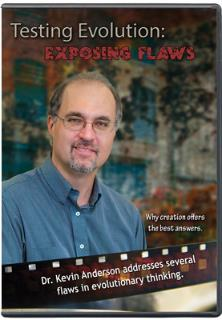 Testing Evolution:
EXPOSING FLAWS
Why creation offers
the best answers.
Dr. Kevin Anderson addresses several
flaws in evolutionary thinking.